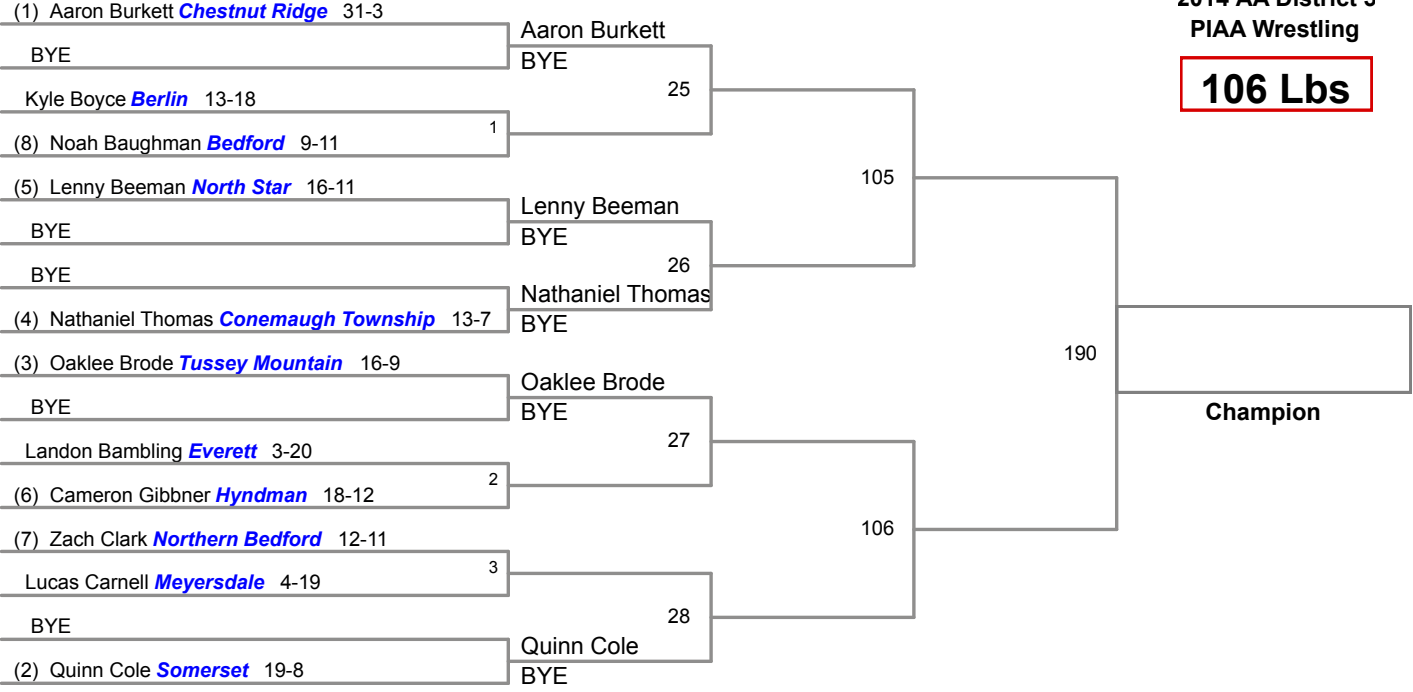 (1) Aaron Burkett Chestnut Ridge 31-3
BYE
Kyle Boyce Berlin 13-18
(8) Noah Baughman Bedford 9-11
(5) Lenny Beeman North Star 16-11
BYE
BYE
(4) Nathaniel Thomas Conemaugh Township 13-7
(3) Oaklee Brode Tussey Mountain 16-9
BYE
Landon Bambling Everett 3-20
(6) Cameron Gibbner Hyndman 18-12
(7) Zach Clark Northern Bedford 12-11
Lucas Carnell Meyersdale 4-19
BYE
(2) Quinn Cole Somerset 19-8
Aaron Burkett
BYE
1
Lenny Beeman
BYE
Nathaniel Thomas
BYE
Oaklee Brode
BYE
2
3
Quinn Cole
BYE
25
26
27
28
105
106
190
Champion
2014 AA District 5
PIAA Wrestling
106 Lbs